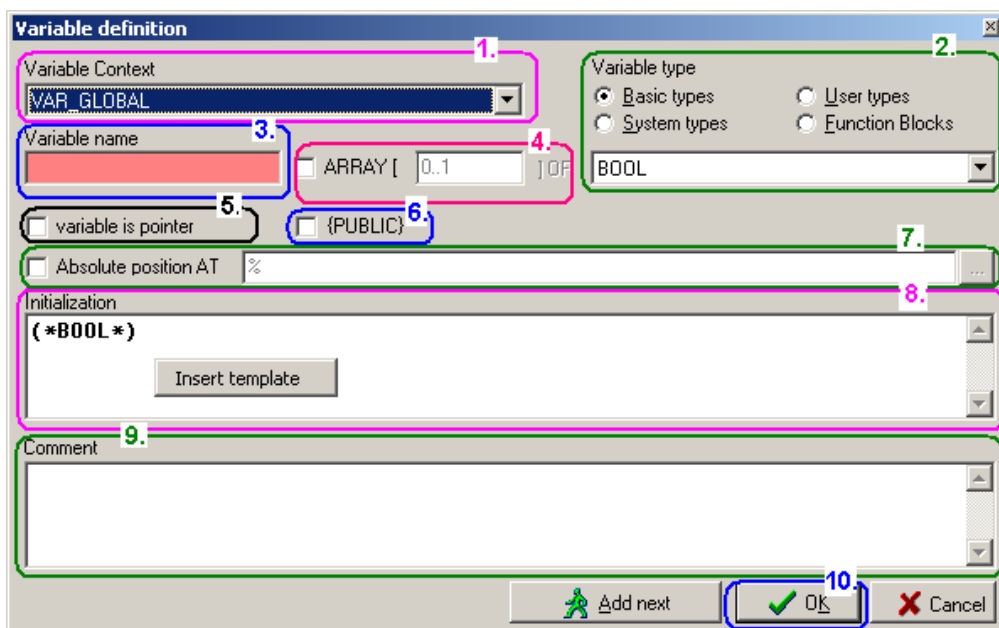 Variable definition
1.
2.
Variable Context
VAR_GLOBAL
Variable type
Basic types
User types
System types
Function Blocks
BOOL
3.
Variable name
4.
ARRAY [ 0..1 ] OF
5.
variable is pointer
6.
{PUBLIC}
7.
Absolute position AT % ...
8.
Initialization
(*BOOL*)
Insert template
9.
Comment
10.
Add next OK Cancel